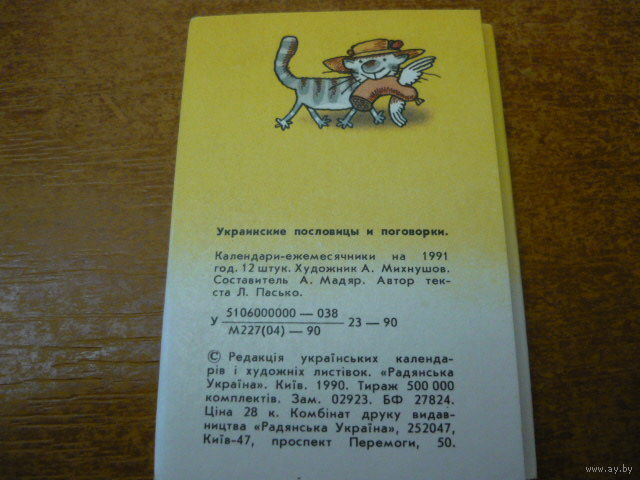 Украинские пословицы и поговорки.
Календари-ежемесячники на 1991
год. 12 штук. Художник А. Михнушов.
Составитель А. Мадяр. Автор тек-
ста Л. Пасько.
У 5106000000 — 038
М227(04) — 90 23 — 90
© Редакція українських календа-
рів і художніх листівок. «Радянська
Україна». Київ. 1990. Тираж 500 000
комплектів. Зам. 02923. БФ 27824.
Ціна 28 к. Комбінат друку видав-
ництва «Радянська Україна», 252047,
Київ-47, проспект Перемоги, 50.
www.ay.by